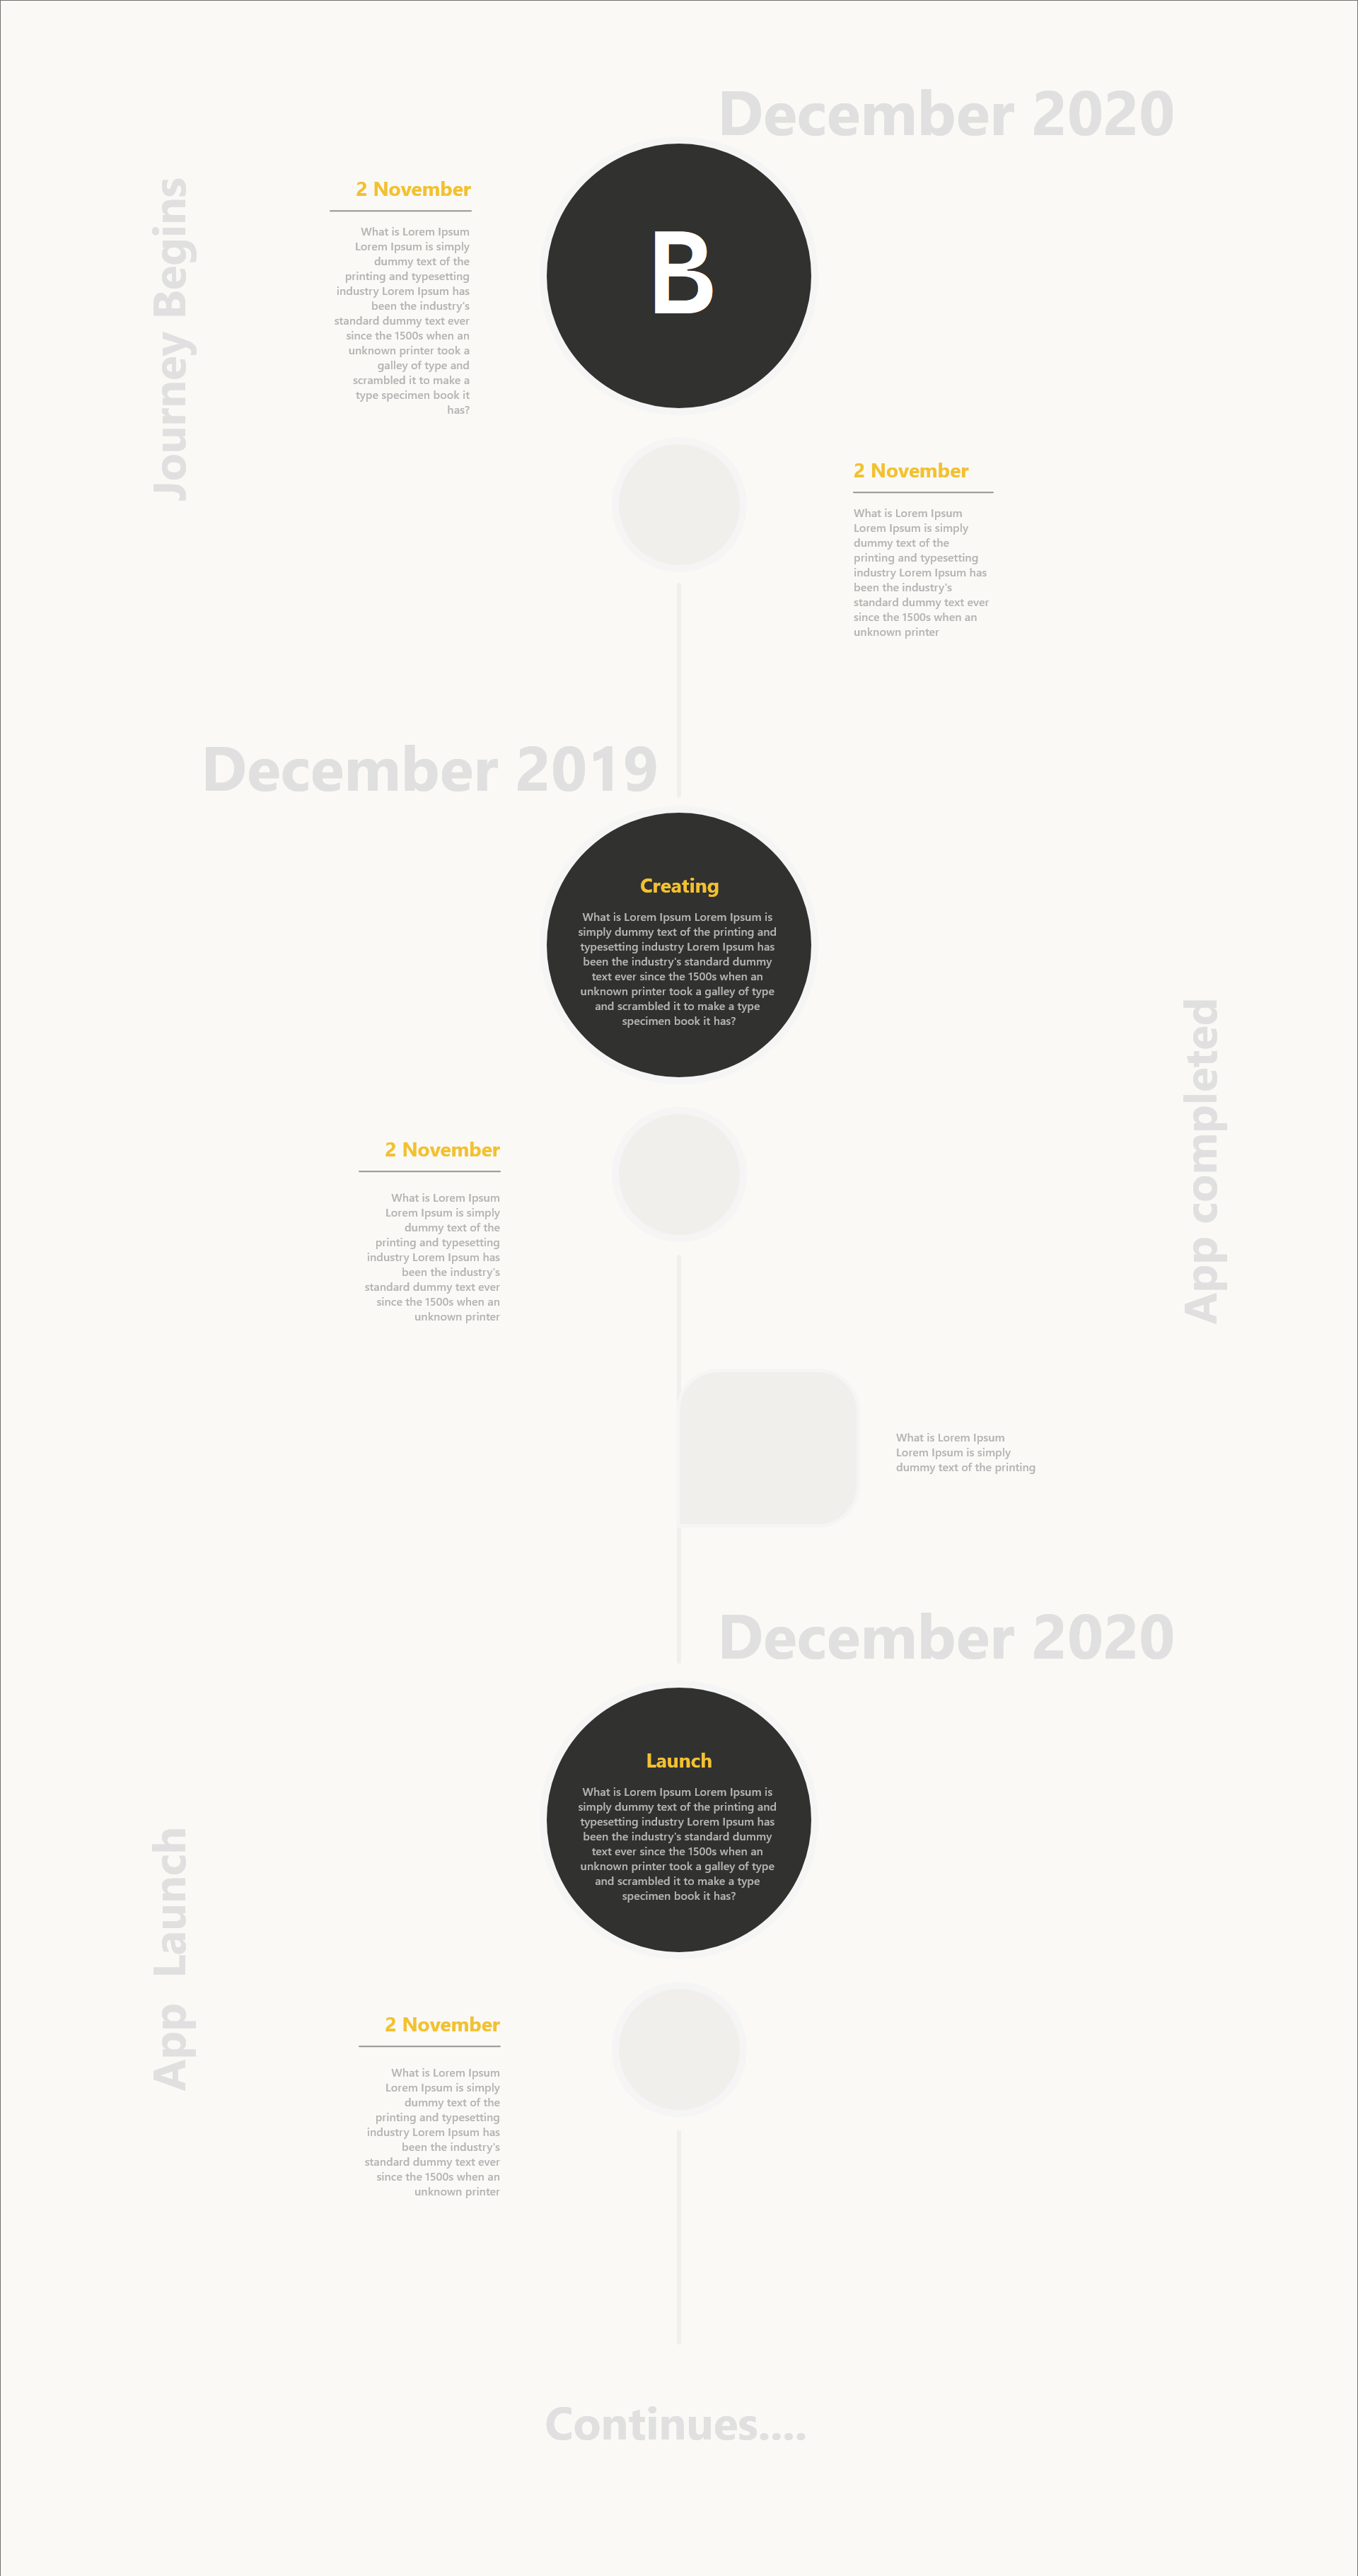 December 2020
Journey Begins
2 November
What is Lorem Ipsum
Lorem Ipsum is simply
dummy text of the
printing and typesetting
industry Lorem Ipsum has
been the industry's
standard dummy text ever
since the 1500s when an
unknown printer took a
galley of type and
scrambled it to make a
type specimen book it
has?
B
2 November
What is Lorem Ipsum
Lorem Ipsum is simply
dummy text of the
printing and typesetting
industry Lorem Ipsum has
been the industry's
standard dummy text ever
since the 1500s when an
unknown printer
December 2019
Creating
What is Lorem Ipsum Lorem Ipsum is
simply dummy text of the printing and
typesetting industry Lorem Ipsum has
been the industry's standard dummy
text ever since the 1500s when an
unknown printer took a galley of type
and scrambled it to make a type
specimen book it has?
App completed
2 November
What is Lorem Ipsum
Lorem Ipsum is simply
dummy text of the
printing and typesetting
industry Lorem Ipsum has
been the industry's
standard dummy text ever
since the 1500s when an
unknown printer
What is Lorem Ipsum
Lorem Ipsum is simply
dummy text of the printing
December 2020
Launch
What is Lorem Ipsum Lorem Ipsum is
simply dummy text of the printing and
typesetting industry Lorem Ipsum has
been the industry's standard dummy
text ever since the 1500s when an
unknown printer took a galley of type
and scrambled it to make a type
specimen book it has?
App Launch
2 November
What is Lorem Ipsum
Lorem Ipsum is simply
dummy text of the
printing and typesetting
industry Lorem Ipsum has
been the industry's
standard dummy text ever
since the 1500s when an
unknown printer
Continues....